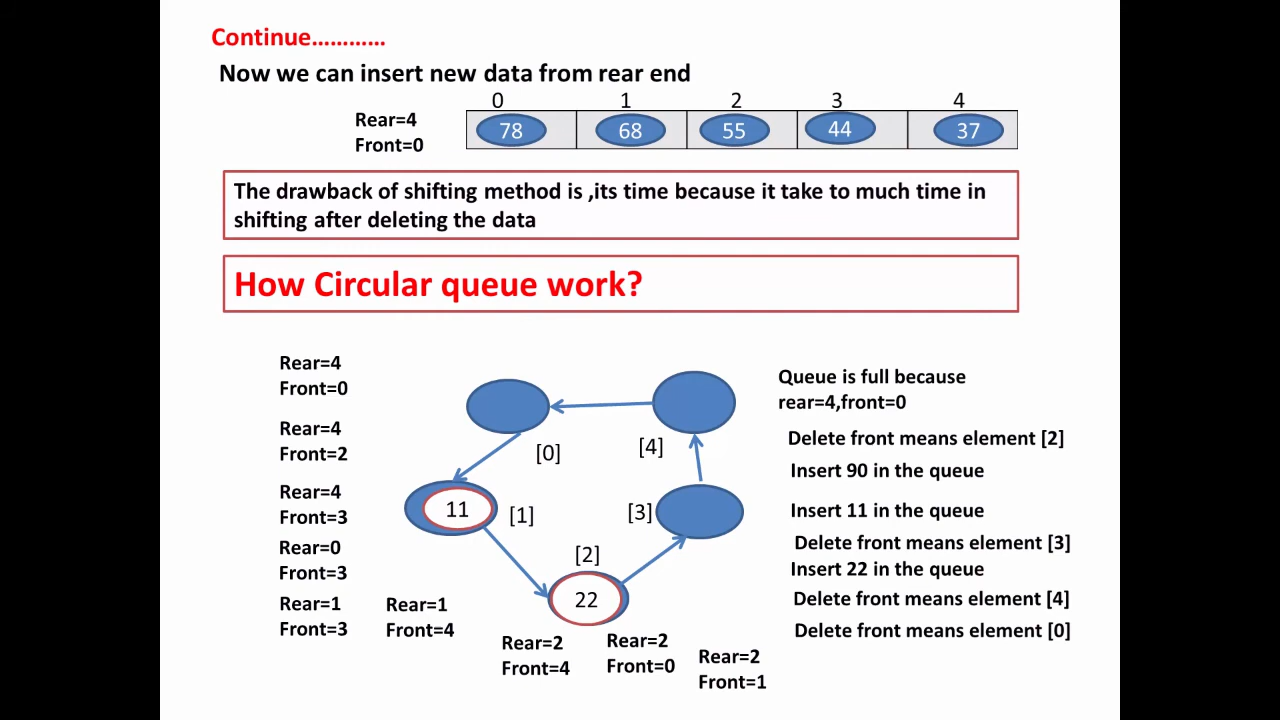 Continue…………
Now we can insert new data from rear end
0 1 2 3 4
Rear=4
Front=0
78 68 55 44 37
The drawback of shifting method is ,its time because it take to much time in
shifting after deleting the data
How Circular queue work?
Rear=4
Front=0
Rear=4
Front=2
Rear=4
Front=3
Rear=0
Front=3
Rear=1
Front=3
Rear=1
Front=4
Rear=2
Front=4
Rear=2
Front=0
Rear=2
Front=1
[0]
[4]
11
[1]
[3]
[2]
22
Queue is full because
rear=4,front=0
Delete front means element [2]
Insert 90 in the queue
Insert 11 in the queue
Delete front means element [3]
Insert 22 in the queue
Delete front means element [4]
Delete front means element [0]